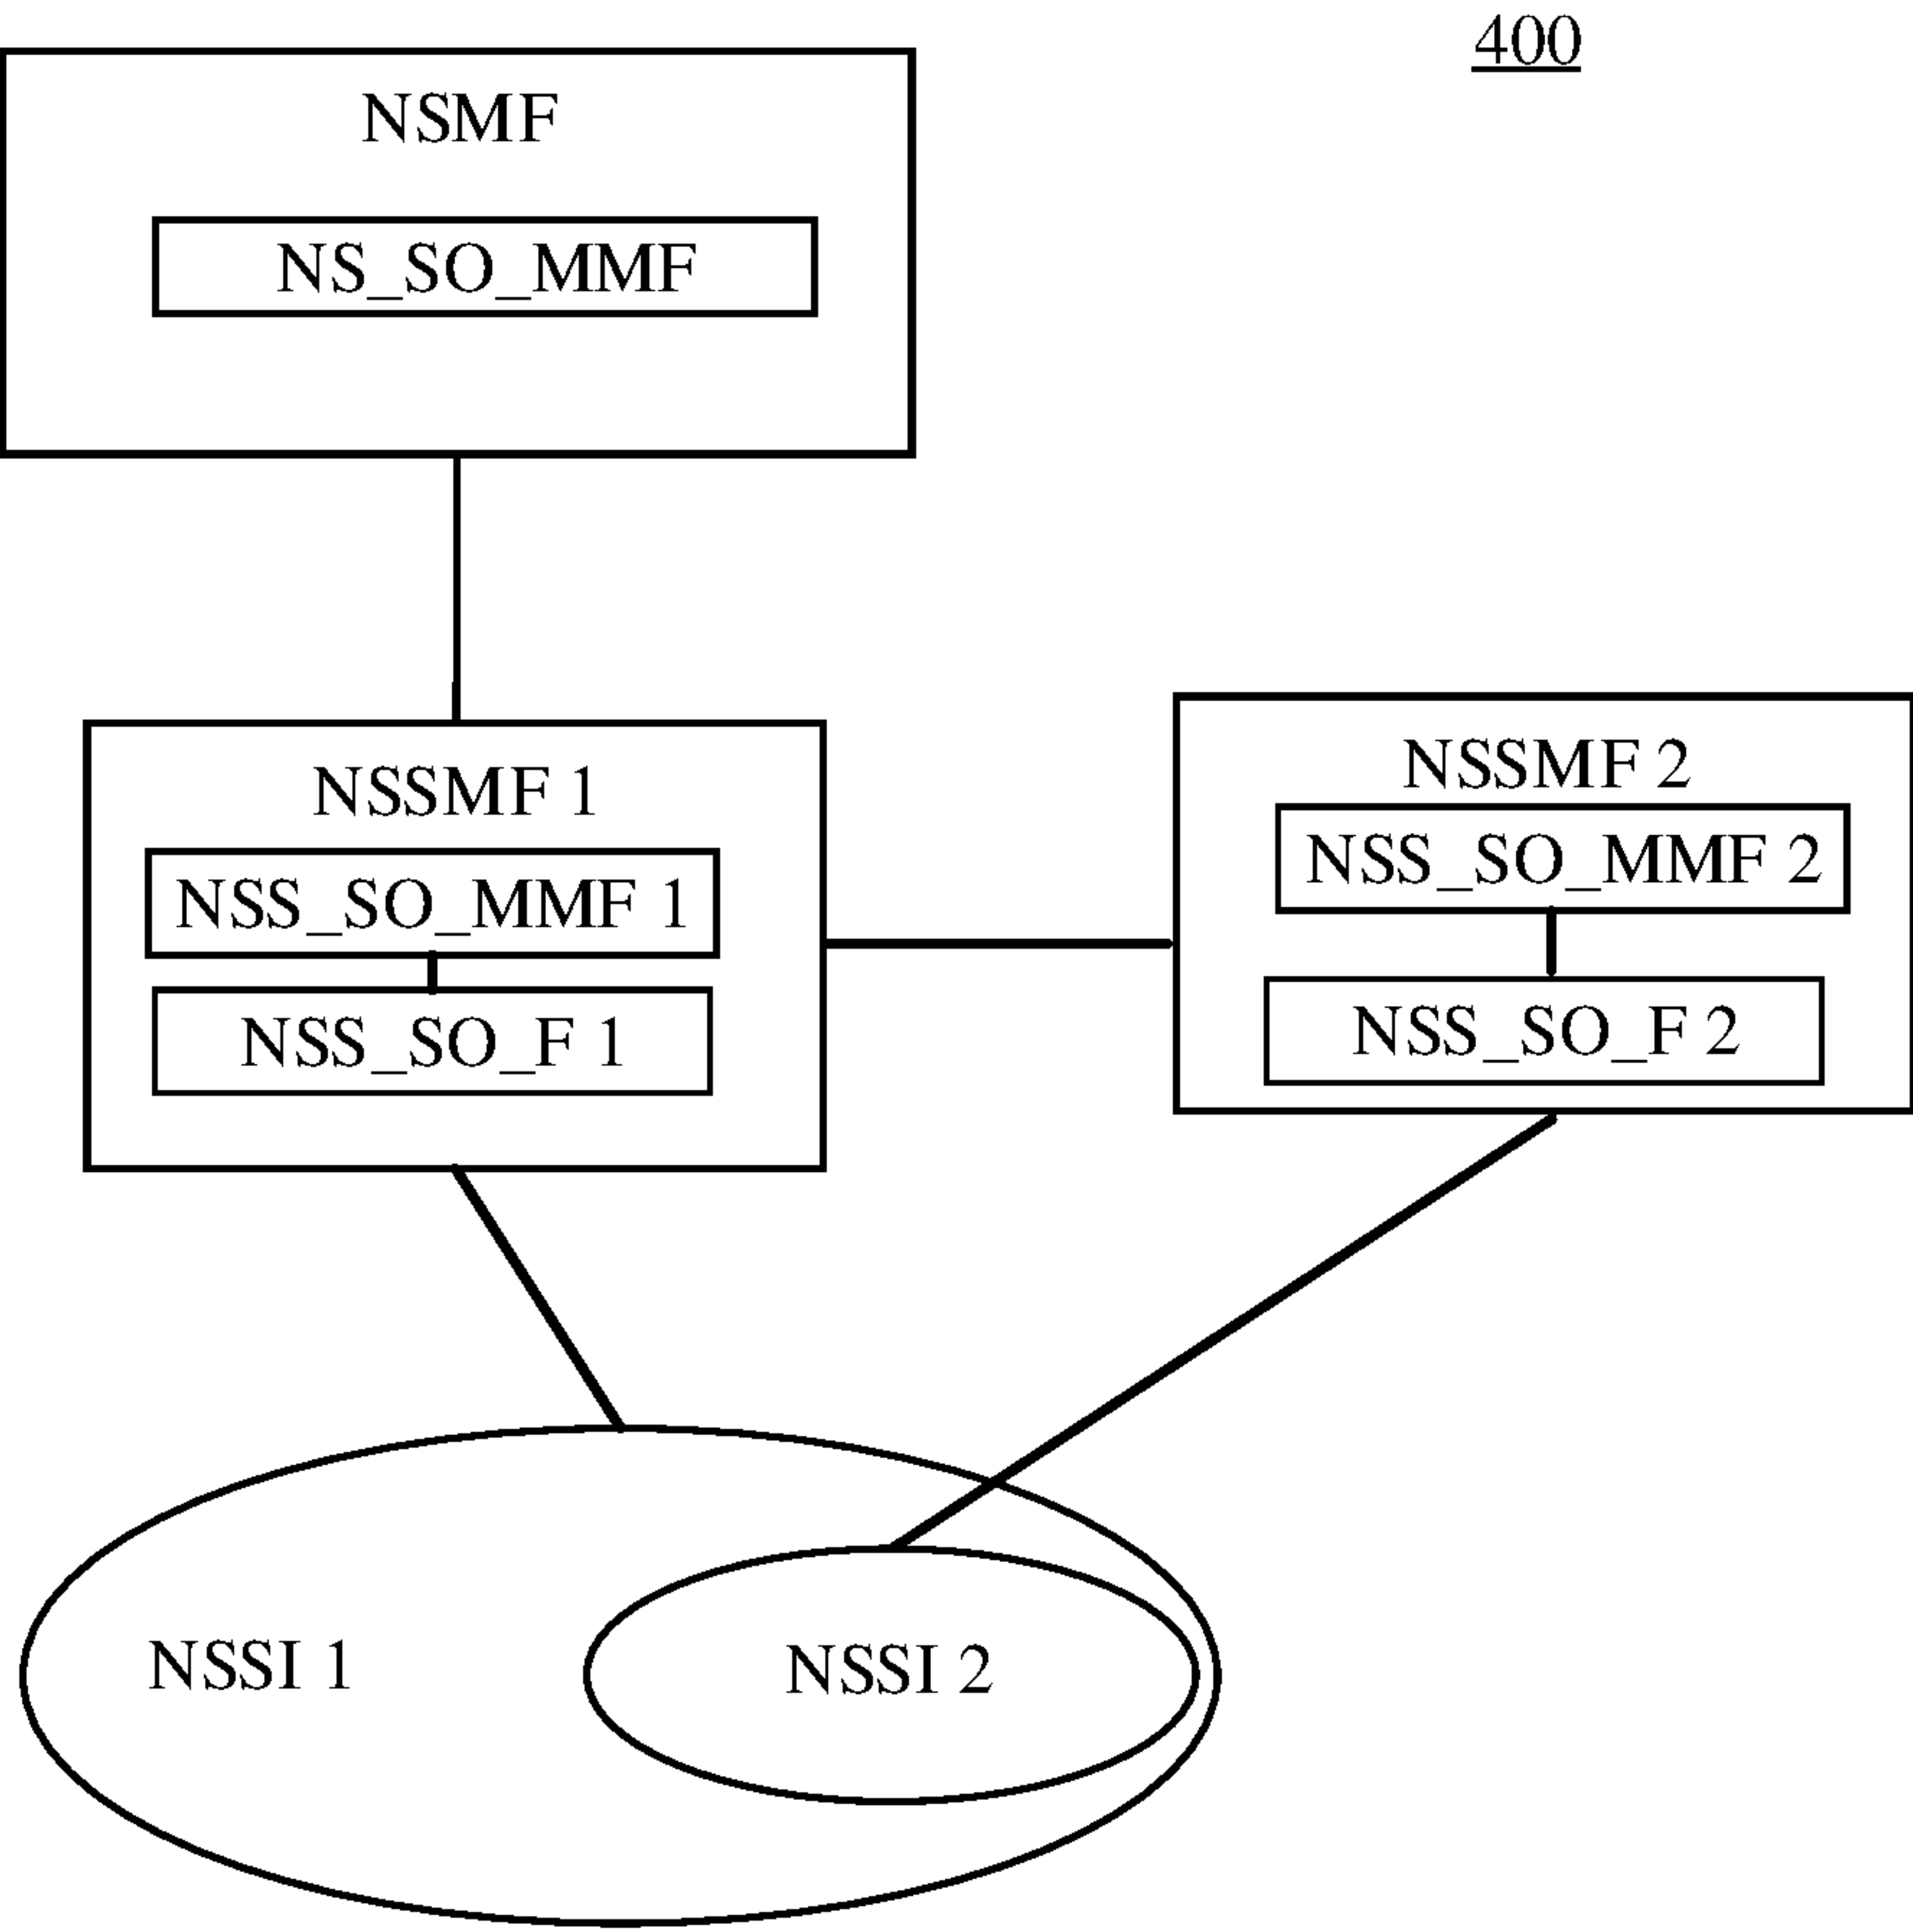 400
NSMF
NS_SO_MMF
NSSMF 1
NSS_SO_MMF 1
NSS_SO_F 1
NSSMF 2
NSS_SO_MMF 2
NSS_SO_F 2
NSSI 1
NSSI 2